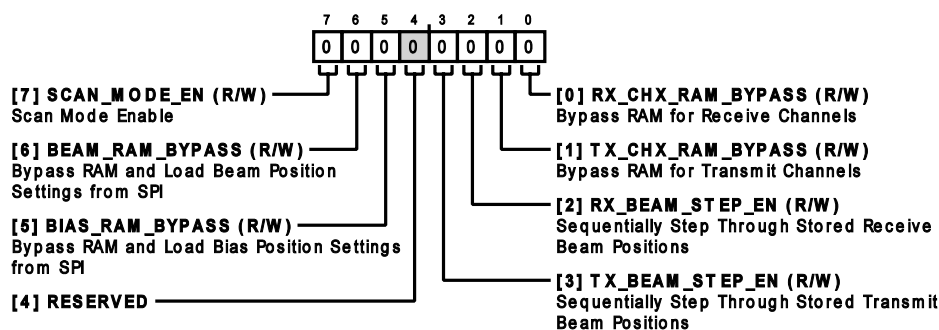 7 6 5 4 3 2 1 0
0 0 0 0 0 0 0 0
[7] SCAN_MODE_EN (R/W)
Scan Mode Enable
[6] BEAM_RAM_BYPASS (R/W)
Bypass RAM and Load Beam Position
Settings from SPI
[5] BIAS_RAM_BYPASS (R/W)
Bypass RAM and Load Bias Position Settings
from SPI
[4] RESERVED
[0] RX_CHX_RAM_BYPASS (R/W)
Bypass RAM for Receive Channels
[1] TX_CHX_RAM_BYPASS (R/W)
Bypass RAM for Transmit Channels
[2] RX_BEAM_STEP_EN (R/W)
Sequentially Step Through Stored Receive
Beam Positions
[3] TX_BEAM_STEP_EN (R/W)
Sequentially Step Through Stored Transmit
Beam Positions